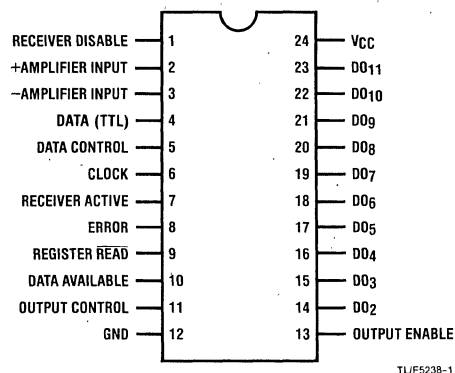 RECEIVER DISABLE 1 24 VCC
+AMPLIFIER INPUT 2 23 DO11
−AMPLIFIER INPUT 3 22 DO10
DATA (TTL) 4 21 DO9
DATA CONTROL 5 20 DO8
CLOCK 6 19 DO7
RECEIVER ACTIVE 7 18 DO6
ERROR 8 17 DO5
REGISTER READ 9 16 DO4
DATA AVAILABLE 10 15 DO3
OUTPUT CONTROL 11 14 DO2
GND 12 13 OUTPUT ENABLE
TL/F5238-1